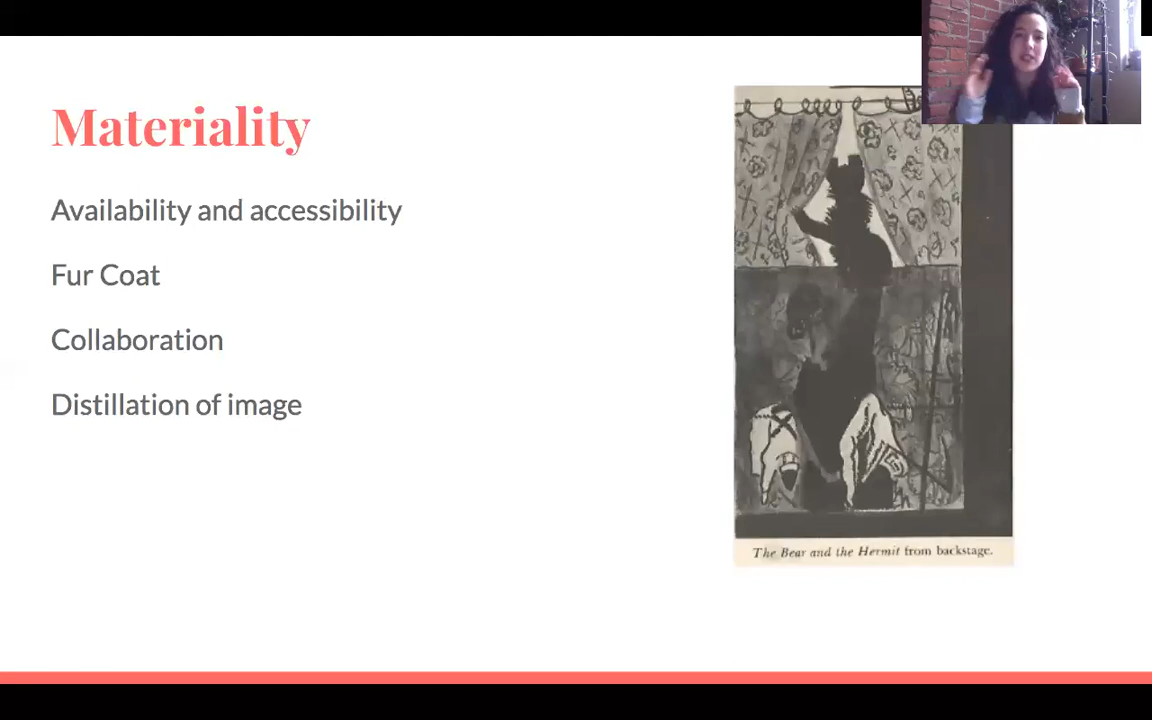 Materiality
Availability and accessibility
Fur Coat
Collaboration
Distillation of image
The Bear and the Hermit from backstage.